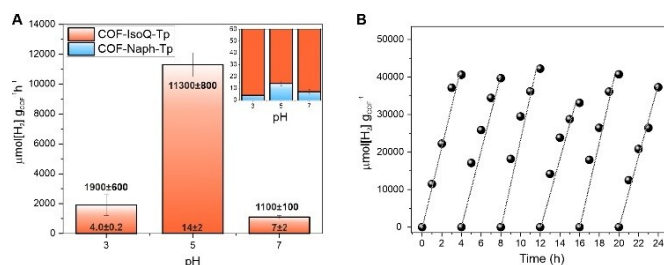 A
COF-IsoQ-Tp
COF-Naph-Tp
μmol[H₂] g_COF⁻¹h⁻¹
14000
12000
10000
8000
6000
4000
2000
0
1900±600
4.0±0.2
11300±800
14±2
1100±100
7±2
3 5 7
pH
60
50
40
30
20
10
0
3 5 7
pH
B
μmol[H₂] g_COF⁻¹
50000
40000
30000
20000
10000
0
0 2 4 6 8 10 12 14 16 18 20 22 24
Time (h)